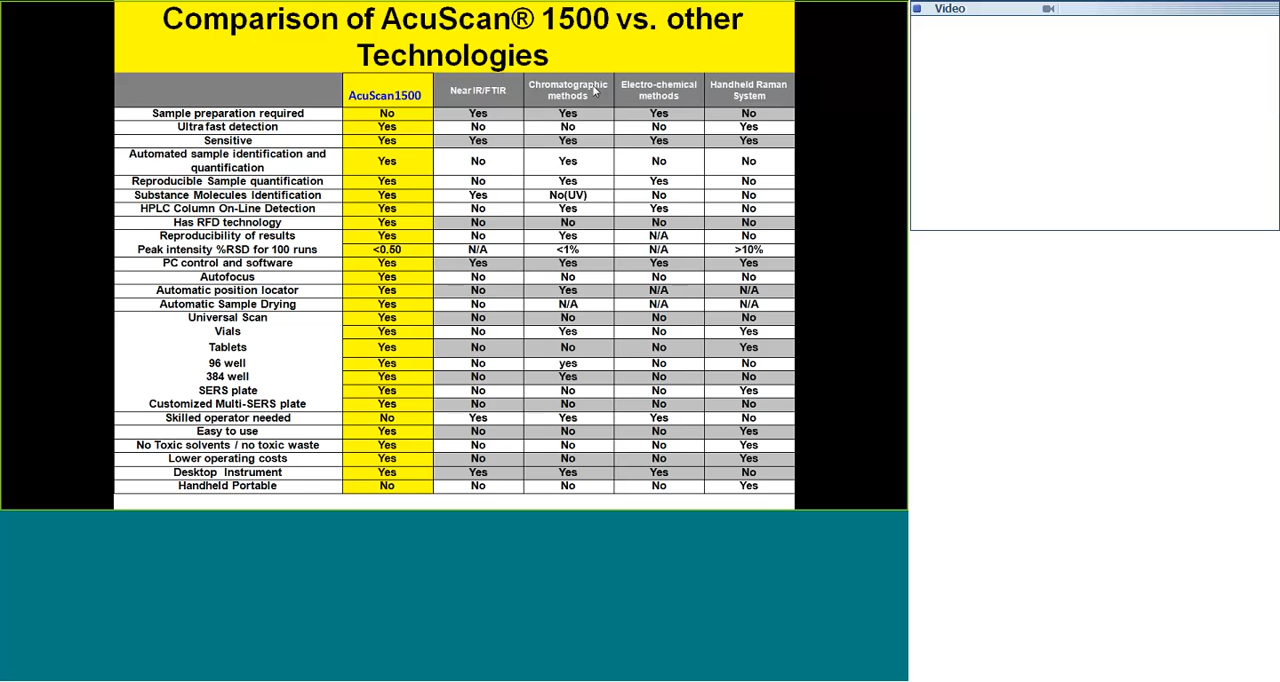 Video
Comparison of AcuScan® 1500 vs. other
Technologies
AcuScan1500 Near IR/FTIR Chromatographic methods Electro-chemical methods Handheld Raman System
Sample preparation required No Yes Yes Yes No
Ultra fast detection Yes No No No Yes
Sensitive Yes Yes Yes Yes Yes
Automated sample identification and
quantification Yes No Yes No No
Reproducible Sample quantification Yes No Yes Yes No
Substance Molecules Identification Yes Yes No(UV) No No
HPLC Column On-Line Detection Yes No Yes Yes No
Has RFD technology Yes No No No No
Reproducibility of results Yes No Yes N/A No
Peak intensity %RSD for 100 runs <0.50 N/A <1% N/A >10%
PC control and software Yes Yes Yes Yes Yes
Autofocus Yes No No No No
Automatic position locator Yes No Yes N/A N/A
Automatic Sample Drying Yes No N/A N/A N/A
Universal Scan Yes No No No No
Vials Yes No Yes No Yes
Tablets Yes No No No Yes
96 well Yes No yes No No
384 well Yes No Yes No No
SERS plate Yes No No No Yes
Customized Multi-SERS plate Yes No No No No
Skilled operator needed No Yes Yes Yes No
Easy to use Yes No No No Yes
No Toxic solvents / no toxic waste Yes No No No Yes
Lower operating costs Yes No No No Yes
Desktop Instrument Yes Yes Yes Yes No
Handheld Portable No No No No Yes